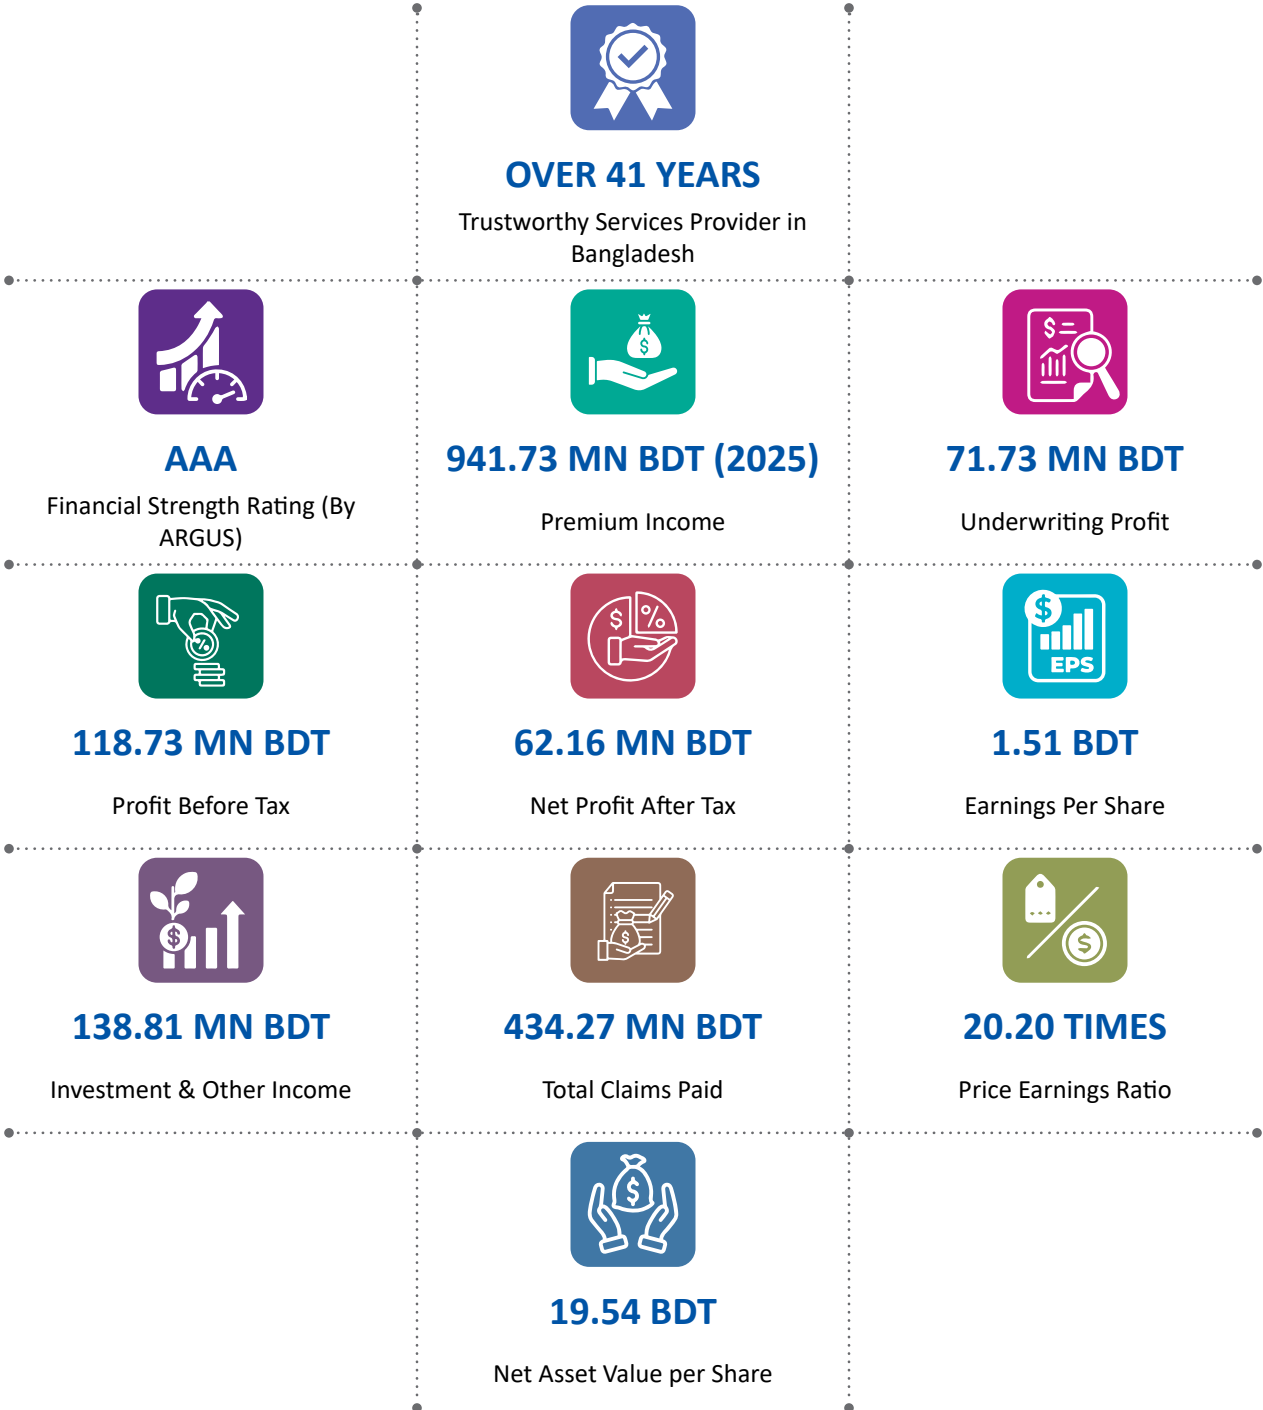 OVER 41 YEARS
Trustworthy Services Provider in
Bangladesh
AAA
Financial Strength Rating (By
ARGUS)
941.73 MN BDT (2025)
Premium Income
$
71.73 MN BDT
Underwriting Profit
118.73 MN BDT
Profit Before Tax
%
$ %
62.16 MN BDT
Net Profit After Tax
$
EPS
1.51 BDT
Earnings Per Share
$
138.81 MN BDT
Investment & Other Income
$
434.27 MN BDT
Total Claims Paid
$
20.20 TIMES
Price Earnings Ratio
$
19.54 BDT
Net Asset Value per Share